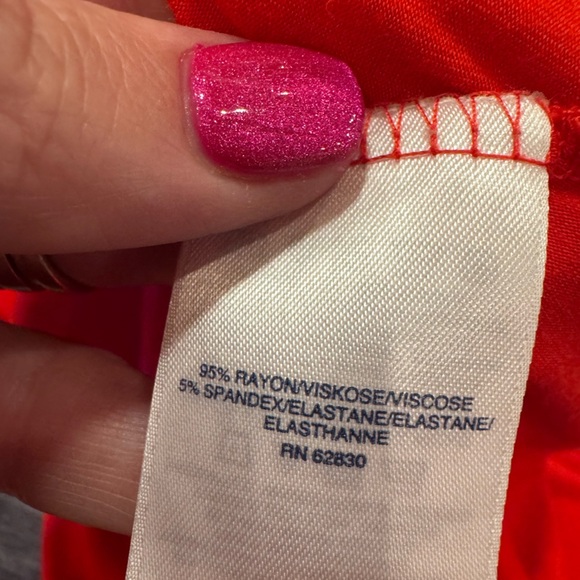 95% RAYON/VISKOSE/VISCOSE
5% SPANDEX/ELASTANE/ELASTANE/
ELASTHANNE
RN 62830